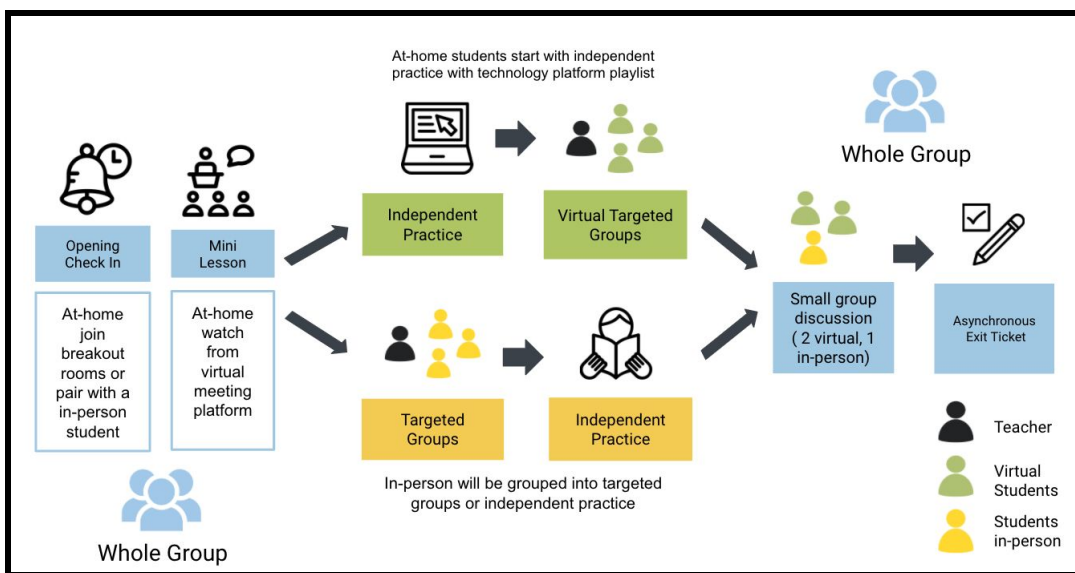 At-home students start with independent
practice with technology platform playlist
Whole Group
Opening
Check In
Mini
Lesson
At-home
join
breakout
rooms or
pair with a
in-person
student
At-home
watch
from
virtual
meeting
platform
Whole Group
Independent
Practice
Virtual Targeted
Groups
Targeted
Groups
Independent
Practice
In-person will be grouped into targeted
groups or independent practice
Small group
discussion
( 2 virtual, 1
in-person)
Asynchronous
Exit Ticket
Teacher
Virtual
Students
Students
in-person